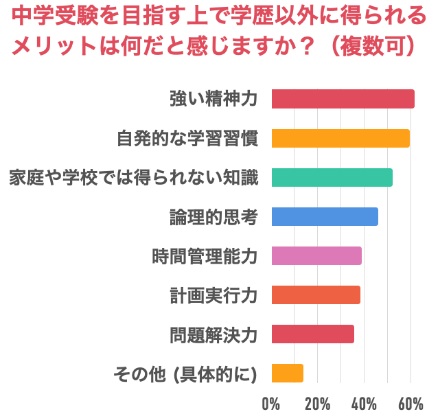 中学受験を目指す上で学歴以外に得られる
メリットは何だと感じますか？（複数可）
強い精神力
自発的な学習習慣
家庭や学校では得られない知識
論理的思考
時間管理能力
計画実行力
問題解決力
その他 (具体的に)
0% 20% 40% 60%